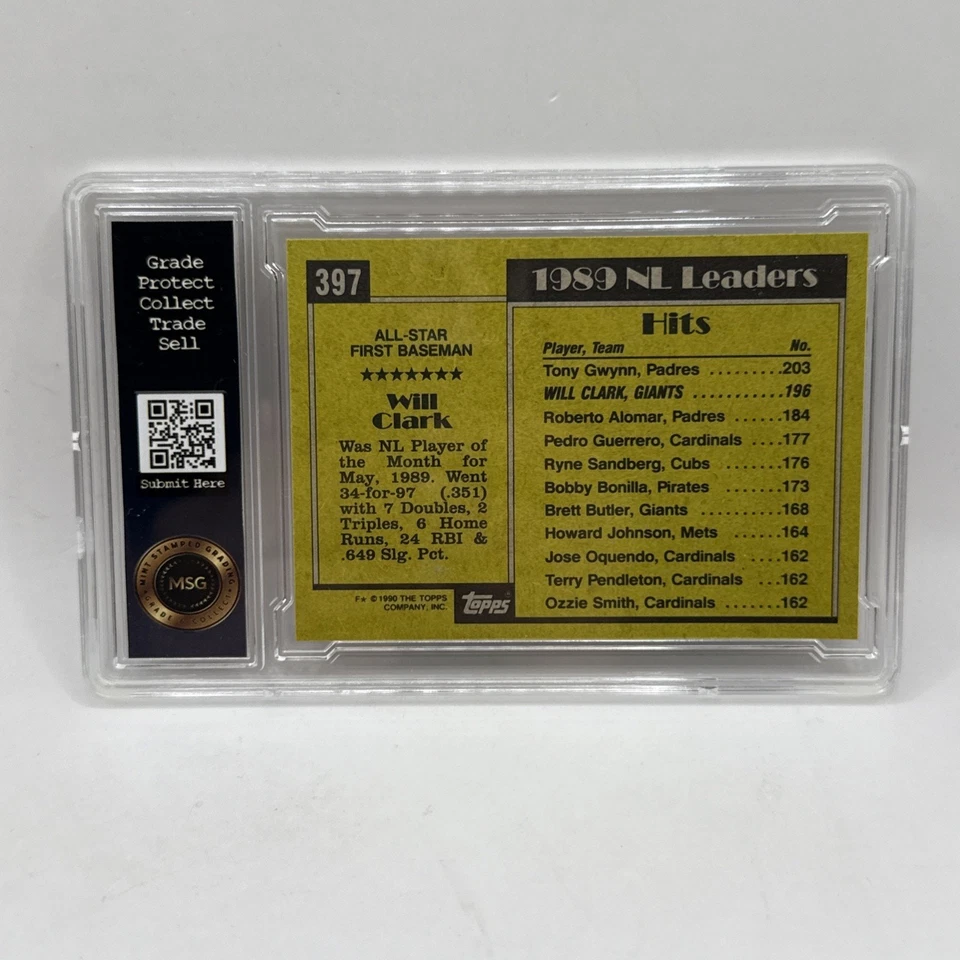 Grade
Protect
Collect
Trade
Sell
Submit Here
MINT STAMPED GRADING
MSG
GRADE & COLLECT
397
ALL-STAR
FIRST BASEMAN
★★★★★★★
Will
Clark
Was NL Player of
the Month for
May, 1989. Went
34-for-97 (.351)
with 7 Doubles, 2
Triples, 6 Home
Runs, 24 RBI &
.649 Slg. Pct.
F★ © 1990 THE TOPPS
COMPANY, INC.
topps
1989 NL Leaders
Hits
Player, Team No.
Tony Gwynn, Padres .........203
WILL CLARK, GIANTS ...........196
Roberto Alomar, Padres .....184
Pedro Guerrero, Cardinals ....177
Ryne Sandberg, Cubs .......176
Bobby Bonilla, Pirates .......173
Brett Butler, Giants .........168
Howard Johnson, Mets .....164
Jose Oquendo, Cardinals ...162
Terry Pendleton, Cardinals ...162
Ozzie Smith, Cardinals .......162